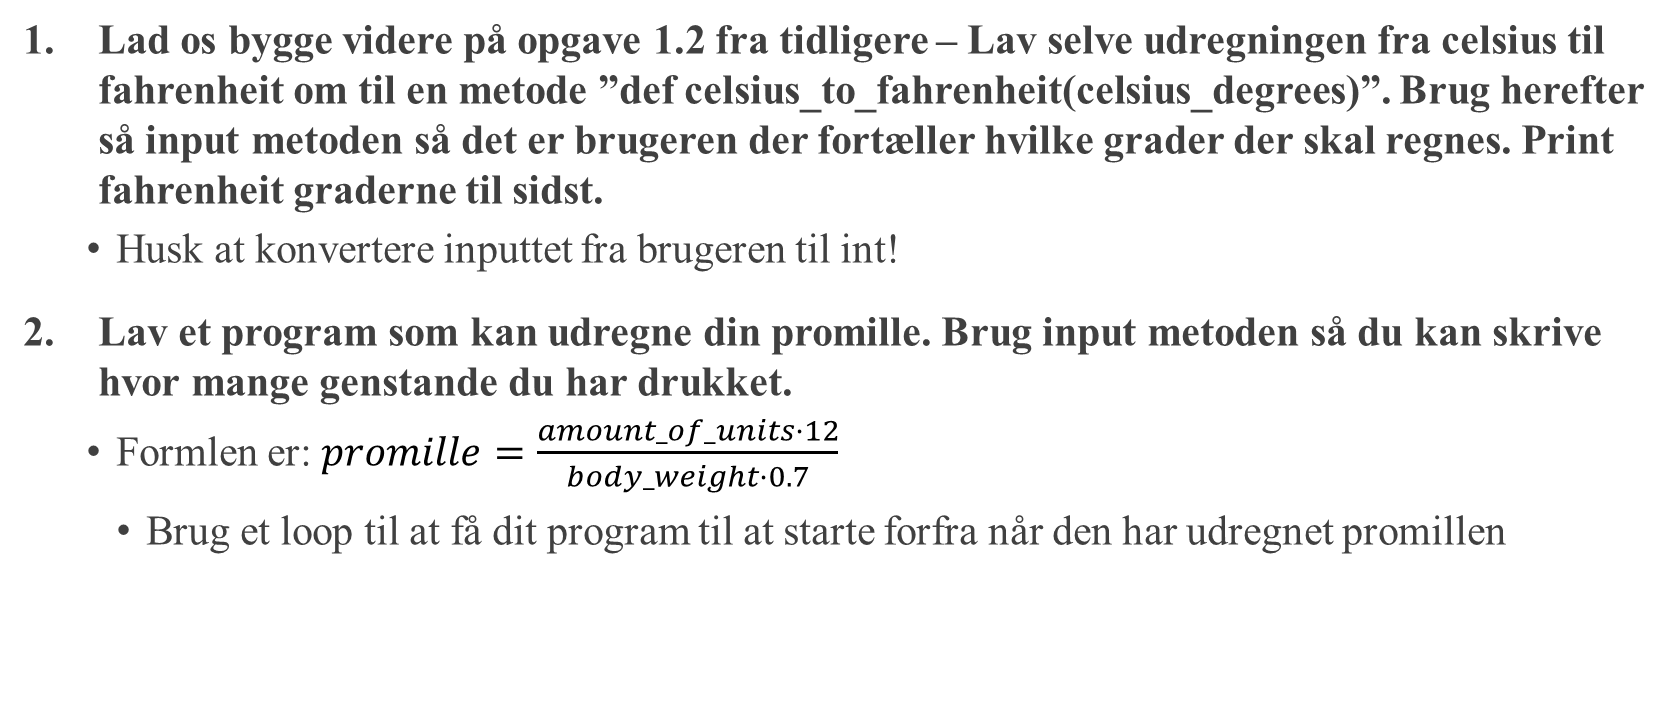 1. Lad os bygge videre på opgave 1.2 fra tidligere – Lav selve udregningen fra celsius til
fahrenheit om til en metode ”def celsius_to_fahrenheit(celsius_degrees)”. Brug herefter
så input metoden så det er brugeren der fortæller hvilke grader der skal regnes. Print
fahrenheit graderne til sidst.
• Husk at konvertere inputtet fra brugeren til int!
2. Lav et program som kan udregne din promille. Brug input metoden så du kan skrive
hvor mange genstande du har drukket.
• Formlen er: promille = amount_of_units·12 / body_weight·0.7
• Brug et loop til at få dit program til at starte forfra når den har udregnet promillen